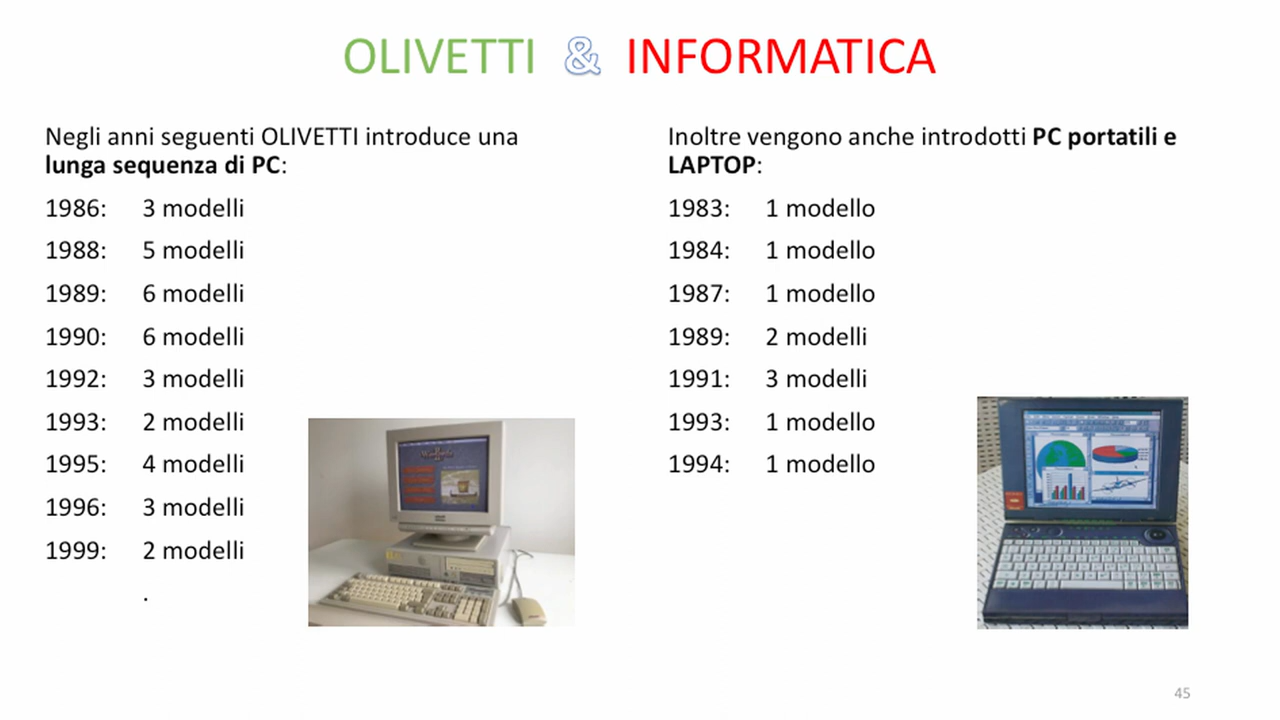 OLIVETTI & INFORMATICA
Negli anni seguenti OLIVETTI introduce una
lunga sequenza di PC:
1986: 3 modelli
1988: 5 modelli
1989: 6 modelli
1990: 6 modelli
1992: 3 modelli
1993: 2 modelli
1995: 4 modelli
1996: 3 modelli
1999: 2 modelli
.
Inoltre vengono anche introdotti PC portatili e
LAPTOP:
1983: 1 modello
1984: 1 modello
1987: 1 modello
1989: 2 modelli
1991: 3 modelli
1993: 1 modello
1994: 1 modello
45